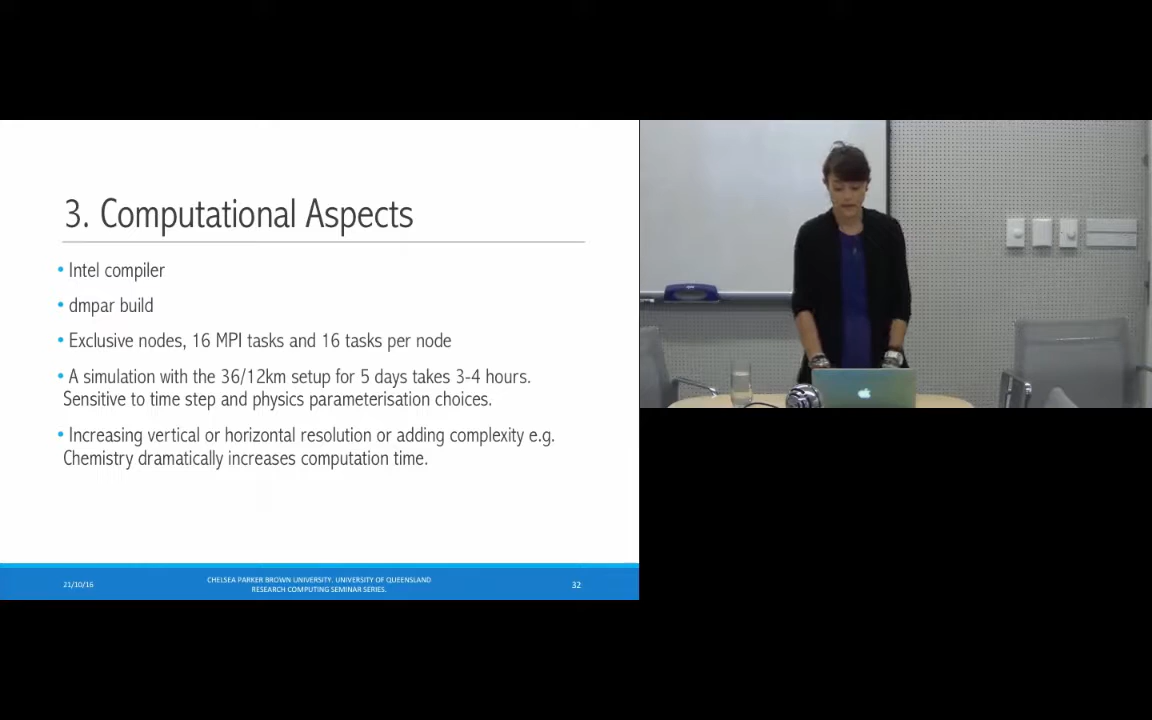 3. Computational Aspects
• Intel compiler
• dmpar build
• Exclusive nodes, 16 MPI tasks and 16 tasks per node
• A simulation with the 36/12km setup for 5 days takes 3-4 hours.
Sensitive to time step and physics parameterisation choices.
• Increasing vertical or horizontal resolution or adding complexity e.g.
Chemistry dramatically increases computation time.
21/10/16
CHELSEA PARKER BROWN UNIVERSITY. UNIVERSITY OF QUEENSLAND
RESEARCH COMPUTING SEMINAR SERIES.
32